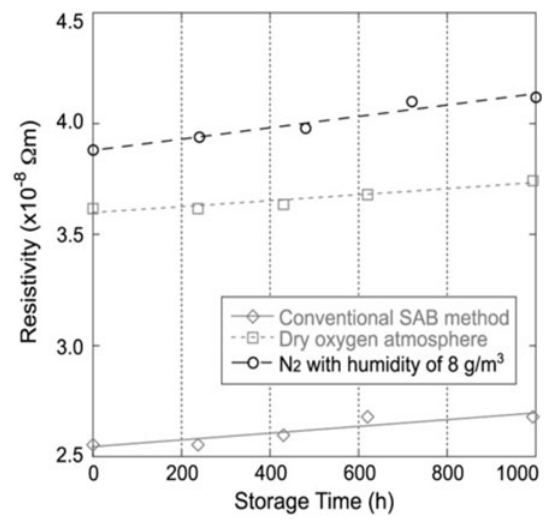 4.5
4.0
3.5
3.0
2.5
Resistivity (x10⁻⁸ Ωm)
Conventional SAB method
Dry oxygen atmosphere
N2 with humidity of 8 g/m³
0 200 400 600 800 1000
Storage Time (h)